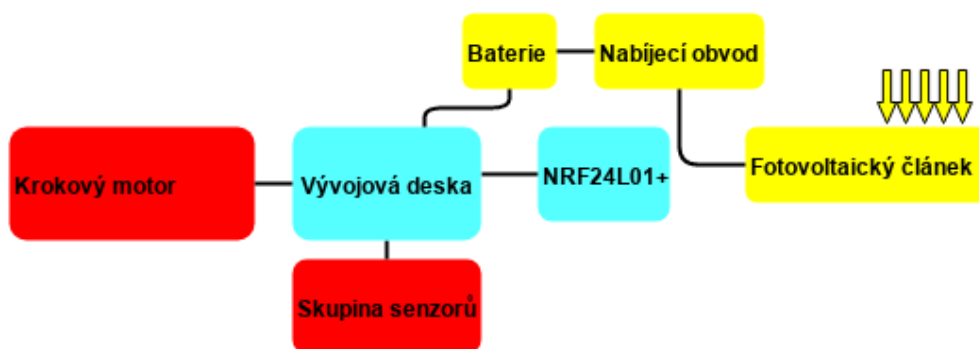 Baterie
Nabíjecí obvod
Krokový motor
Vývojová deska
NRF24L01+
Fotovoltaický článek
Skupina senzorů